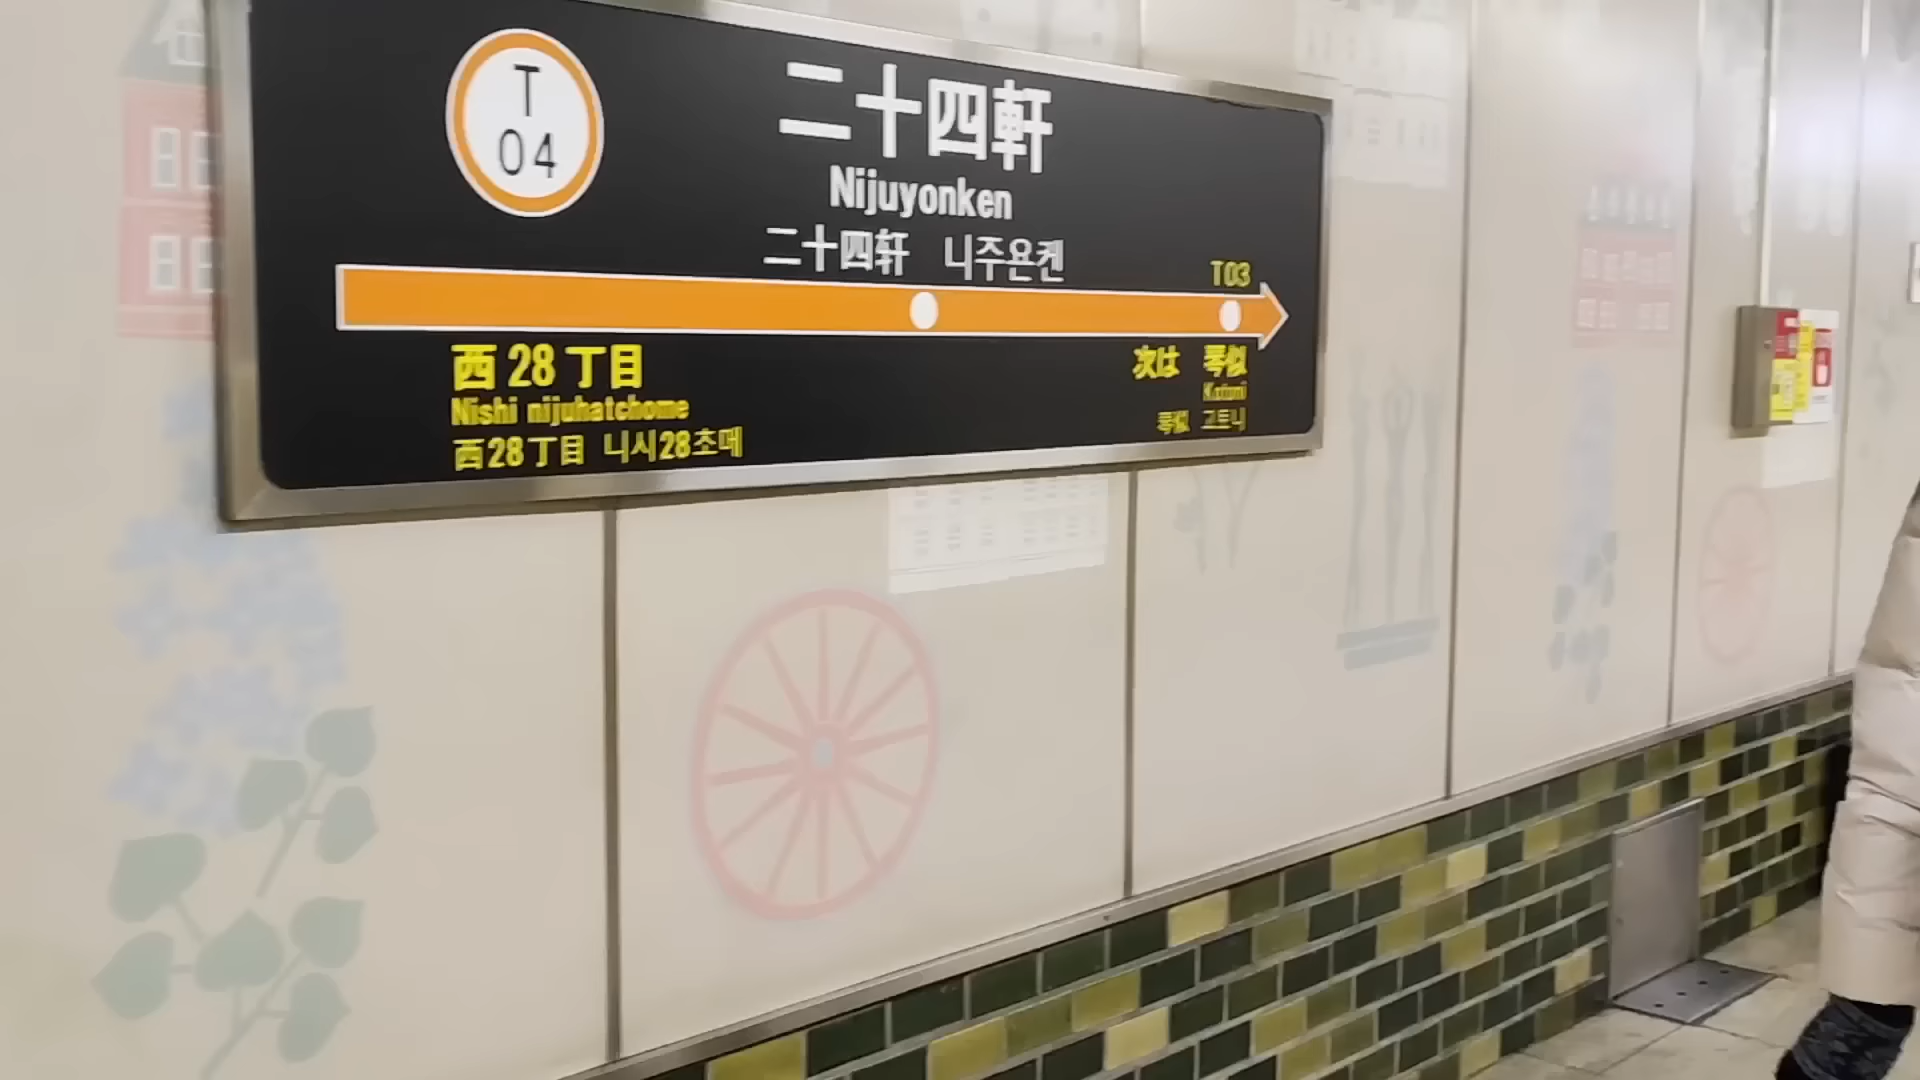 T
04
二十四軒
Nijuyonken
二十四轩 니주욘켄
T03
西28丁目
Nishi nijuhatchome
西28丁目 니시28초메
次は 琴似
Kotoni
琴似 고토니